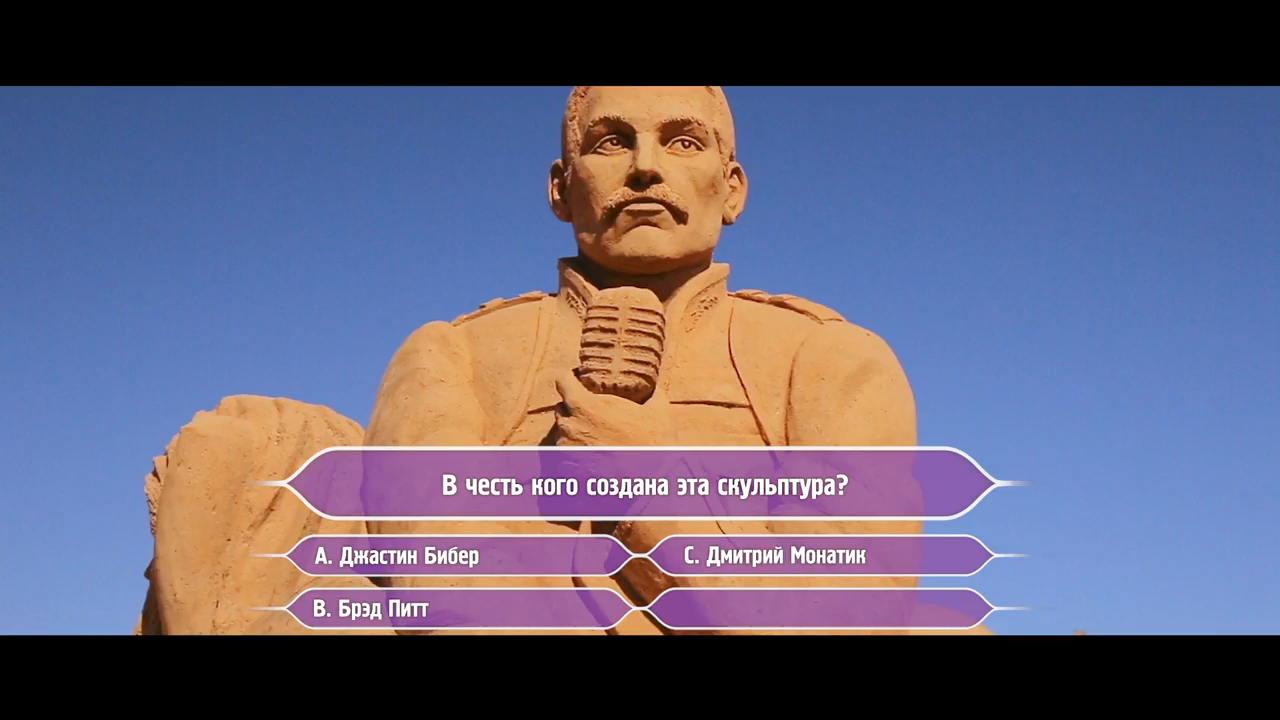 В честь кого создана эта скульптура?
A. Джастин Бибер
C. Дмитрий Монатик
B. Брэд Питт